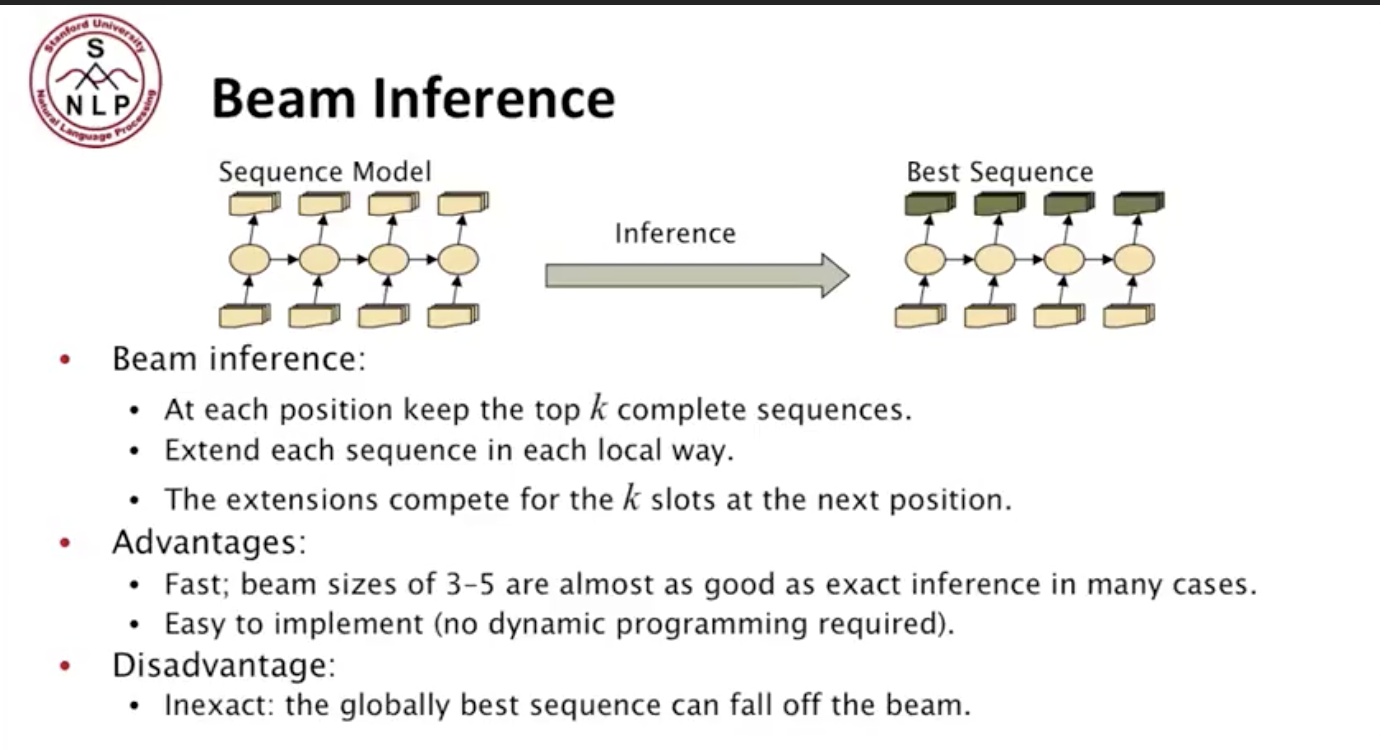 Stanford University
S
NLP
Natural Language Processing
Beam Inference
Sequence Model
Best Sequence
Inference
• Beam inference:
• At each position keep the top k complete sequences.
• Extend each sequence in each local way.
• The extensions compete for the k slots at the next position.
• Advantages:
• Fast; beam sizes of 3–5 are almost as good as exact inference in many cases.
• Easy to implement (no dynamic programming required).
• Disadvantage:
• Inexact: the globally best sequence can fall off the beam.